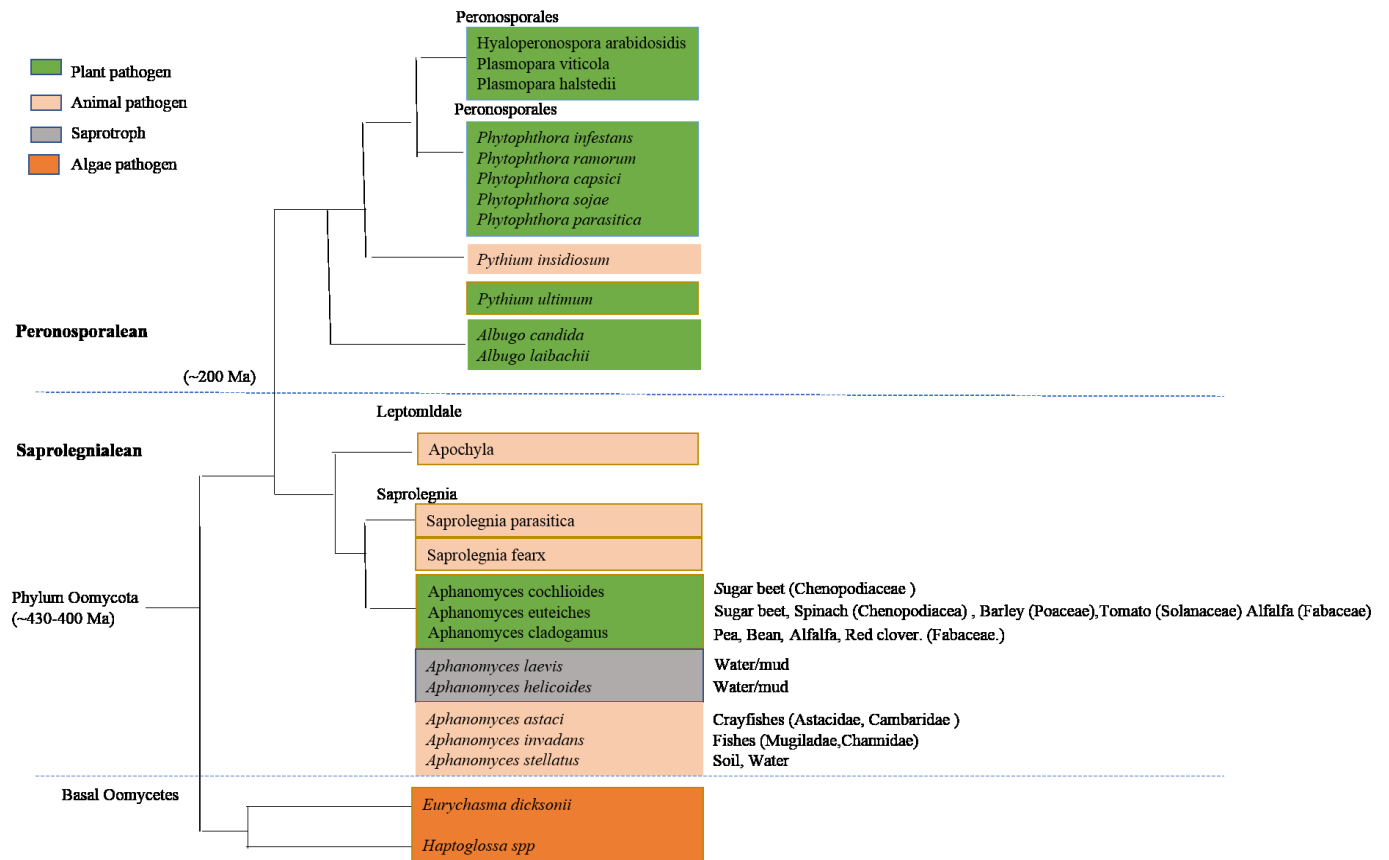 Peronosporales
Hyaloperonospora arabidosidis
Plasmopara viticola
Plasmopara halstedii
Plant pathogen
Animal pathogen
Saprotroph
Algae pathogen
Peronosporales
Phytophthora infestans
Phytophthora ramorum
Phytophthora capsici
Phytophthora sojae
Phytophthora parasitica
Pythium insidiosum
Pythium ultimum
Peronosporalean
Albugo candida
Albugo laibachii
(~200 Ma)
Leptomldale
Saprolegnialean
Apochyla
Saprolegnia
Saprolegnia parasitica
Saprolegnia fearx
Phylum Oomycota
(~430-400 Ma)
Aphanomyces cochlioides Sugar beet (Chenopodiaceae )
Aphanomyces euteiches Sugar beet, Spinach (Chenopodiacea) , Barley (Poaceae),Tomato (Solanaceae) Alfalfa (Fabaceae)
Aphanomyces cladogamus Pea, Bean, Alfalfa, Red clover. (Fabaceae.)
Aphanomyces laevis Water/mud
Aphanomyces helicoides Water/mud
Aphanomyces astaci Crayfishes (Astacidae, Cambaridae )
Aphanomyces invadans Fishes (Mugiladae,Channidae)
Aphanomyces stellatus Soil, Water
Basal Oomycetes
Eurychasma dicksonii
Haptoglossa spp